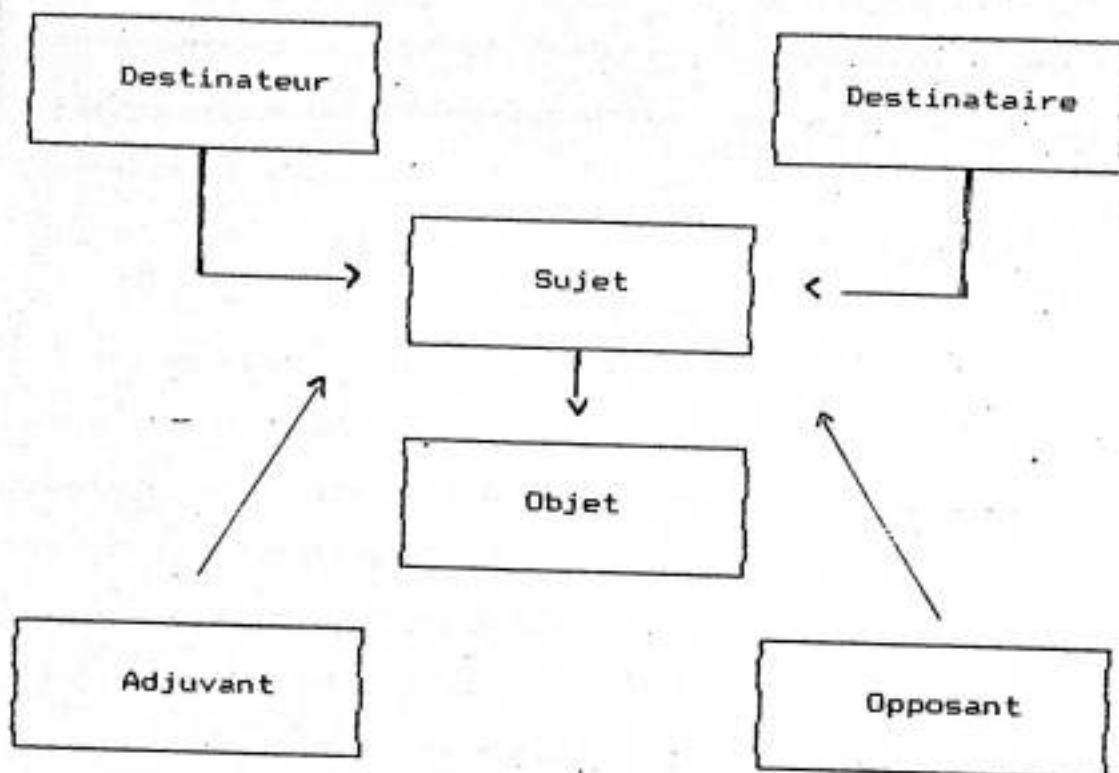 Destinateur
Destinataire
Sujet
Objet
Adjuvant
Opposant